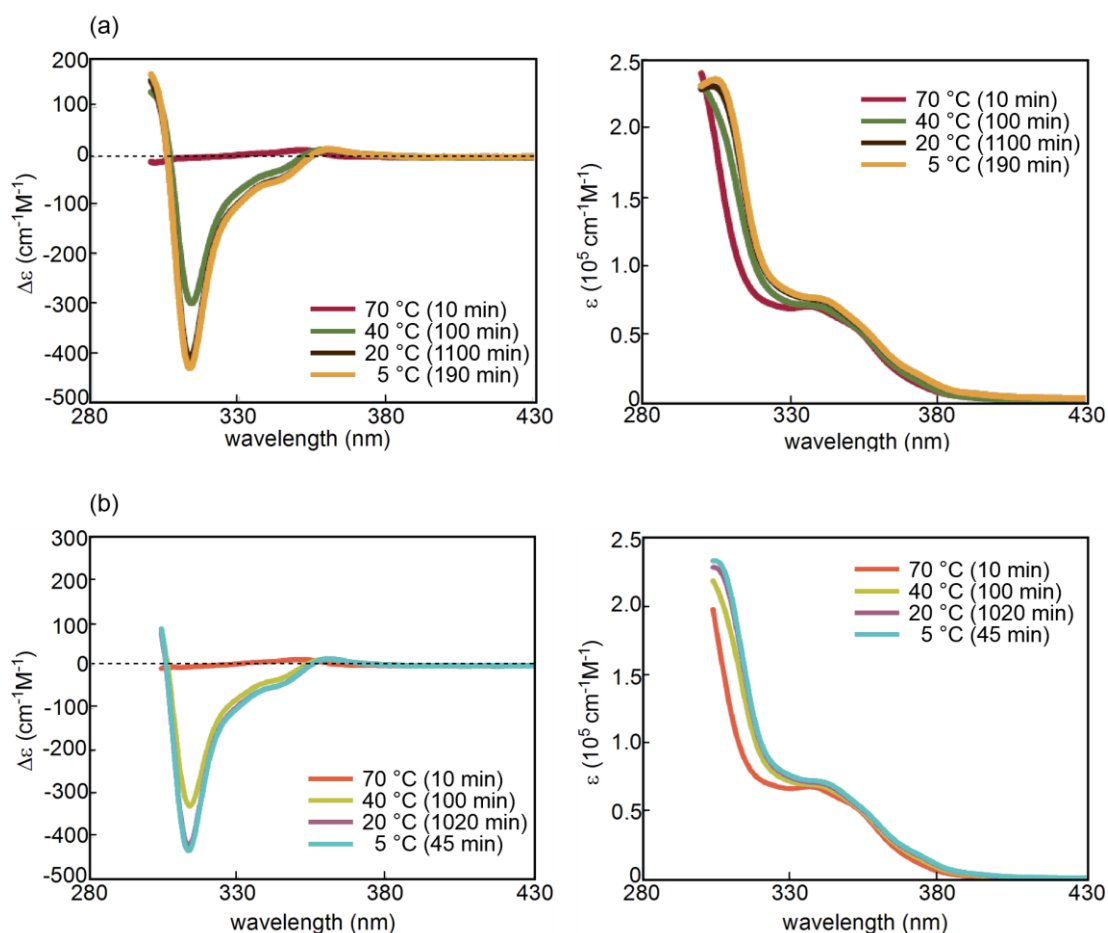 (a)
200
100
0
-100
-200
-300
-400
-500
280
330
380
430
Δε (cm⁻¹M⁻¹)
wavelength (nm)
70 °C (10 min)
40 °C (100 min)
20 °C (1100 min)
5 °C (190 min)
2.5
2.0
1.5
1.0
0.5
0
280
330
380
430
ε (10⁵ cm⁻¹M⁻¹)
wavelength (nm)
70 °C (10 min)
40 °C (100 min)
20 °C (1100 min)
5 °C (190 min)
(b)
300
200
100
0
-100
-200
-300
-400
-500
280
330
380
430
Δε (cm⁻¹M⁻¹)
wavelength (nm)
70 °C (10 min)
40 °C (100 min)
20 °C (1020 min)
5 °C (45 min)
2.5
2.0
1.5
1.0
0.5
0
280
330
380
430
ε (10⁵ cm⁻¹M⁻¹)
wavelength (nm)
70 °C (10 min)
40 °C (100 min)
20 °C (1020 min)
5 °C (45 min)